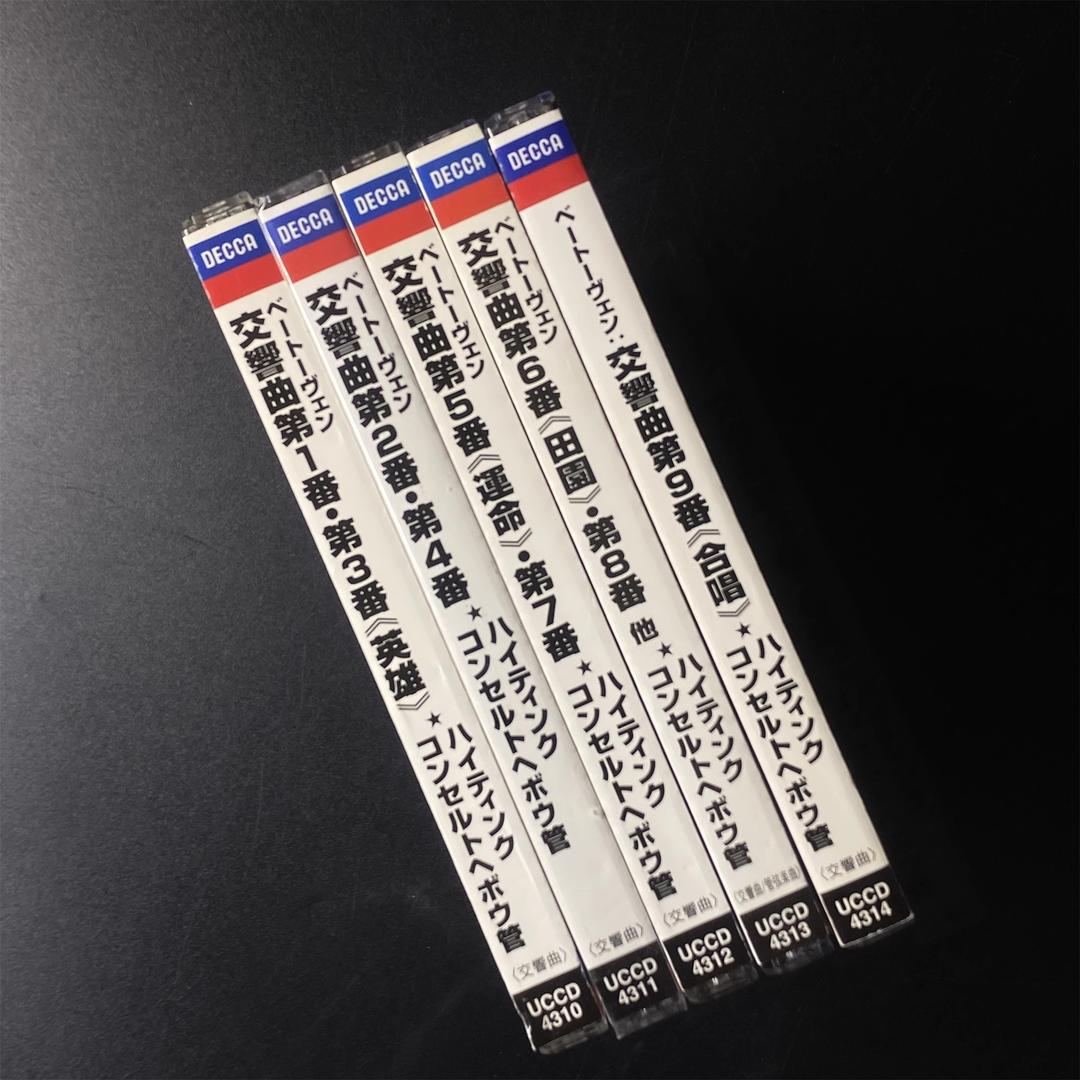 DECCA
ベートーヴェン
交響曲第1番・第3番《英雄》
★
ハイティンク
コンセルトヘボウ管
〈交響曲〉
UCCD
4310
DECCA
ベートーヴェン
交響曲第2番・第4番
★
ハイティンク
コンセルトヘボウ管
〈交響曲〉
UCCD
4311
DECCA
ベートーヴェン
交響曲第5番《運命》・第7番
★
ハイティンク
コンセルトヘボウ管
〈交響曲〉
UCCD
4312
DECCA
ベートーヴェン
交響曲第6番《田園》・第8番 他
★
ハイティンク
コンセルトヘボウ管
〈交響曲/管弦楽曲〉
UCCD
4313
DECCA
ベートーヴェン:交響曲第9番《合唱》
★
ハイティンク
コンセルトヘボウ管
〈交響曲〉
UCCD
4314